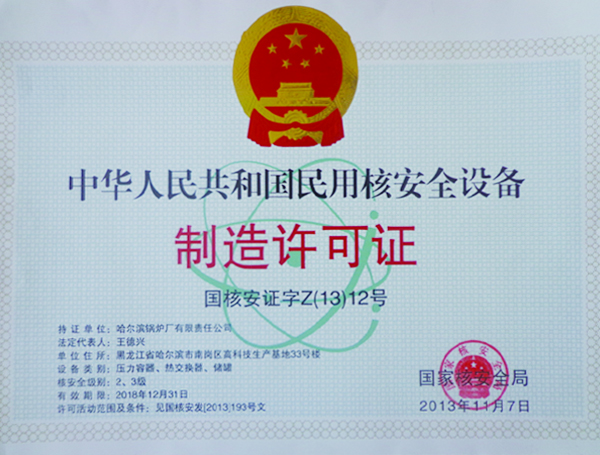 中华人民共和国民用核安全设备
制造许可证
国核安证字Z(13)12号
持证单位：哈尔滨锅炉厂有限责任公司
法定代表人：王德兴
单位住所：黑龙江省哈尔滨市南岗区高科技生产基地33号楼
设备类别：压力容器、热交换器、储罐
核安全级别：2、3级
有效期限：2018年12月31日
许可活动范围及条件：见国核安发[2013]193号文
国家核安全局
2013年11月7日